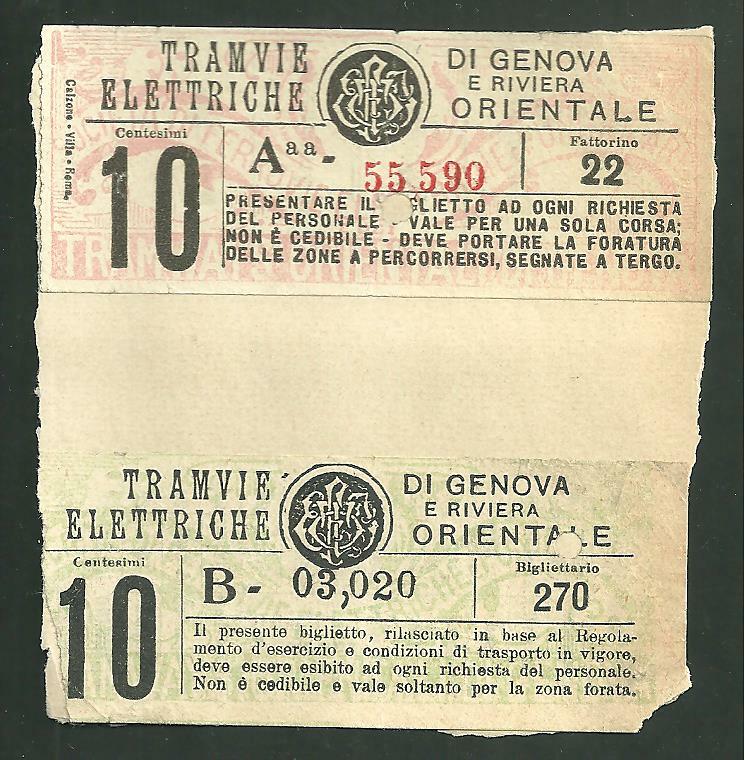 TRAMVIE DI GENOVA
ELETTRICHE E RIVIERA
ORIENTALE
Calzone - Villa - Roma.
Centesimi
10
Aaa- 55590
Fattorino
22
PRESENTARE IL GLIETTO AD OGNI RICHIESTA
DEL PERSONALE VALE PER UNA SOLA CORSA;
NON È CEDIBILE - DEVE PORTARE LA FORATURA
DELLE ZONE A PERCORRERSI, SEGNATE A TERGO.
TRAMVIE DI GENOVA
ELETTRICHE E RIVIERA
ORIENTALE
Centesimi
10
B- 03,020
Bigliettario
270
Il presente biglietto, rilasciato in base al Regola-
mento d'esercizio e condizioni di trasporto in vigore,
deve essere esibito ad ogni richiesta del personale.
Non è cedibile e vale soltanto per la zona forata.